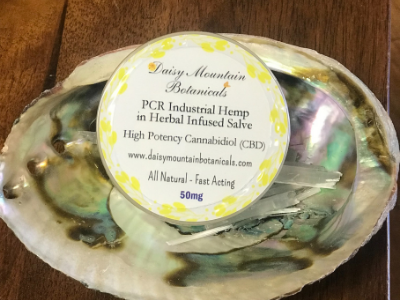 Daisy Mountain
Botanicals
PCR Industrial Hemp
in Herbal Infused Salve
High Potency Cannabidiol (CBD)
www.daisymountainbotanicals.com
All Natural - Fast Acting
50mg